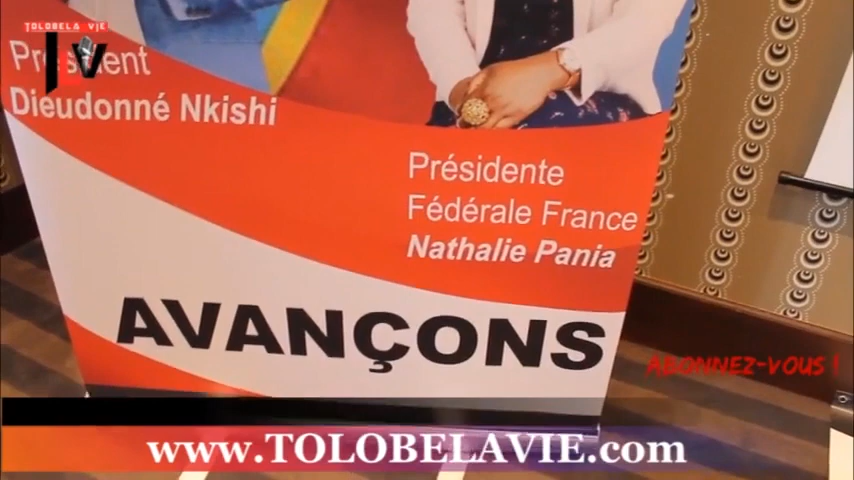 TOLOBELA VIE
Président
Dieudonné Nkishi
Présidente
Fédérale France
Nathalie Pania
AVANÇONS
ABONNEZ-VOUS !
www.TOLOBELAVIE.com